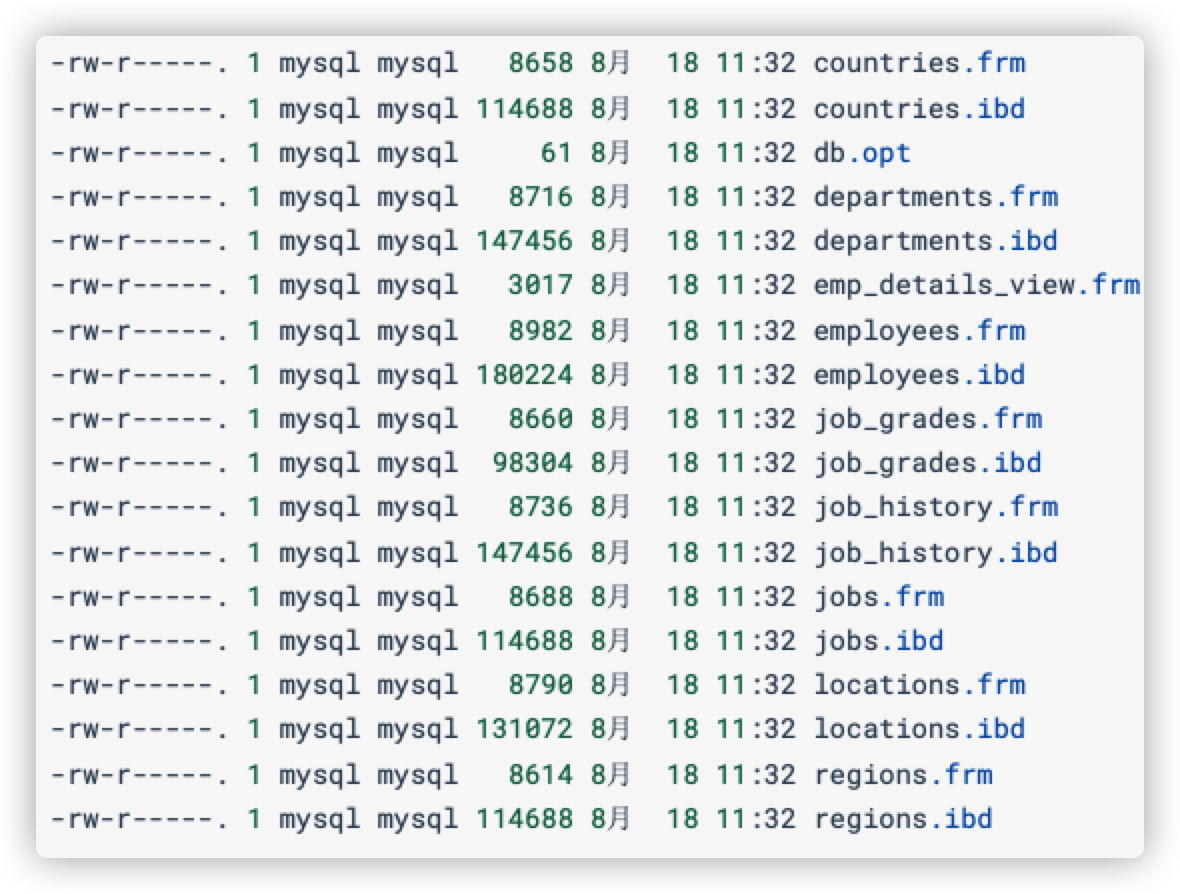 -rw-r-----. 1 mysql mysql   8658 8月  18 11:32 countries.frm
-rw-r-----. 1 mysql mysql 114688 8月  18 11:32 countries.ibd
-rw-r-----. 1 mysql mysql     61 8月  18 11:32 db.opt
-rw-r-----. 1 mysql mysql   8716 8月  18 11:32 departments.frm
-rw-r-----. 1 mysql mysql 147456 8月  18 11:32 departments.ibd
-rw-r-----. 1 mysql mysql   3017 8月  18 11:32 emp_details_view.frm
-rw-r-----. 1 mysql mysql   8982 8月  18 11:32 employees.frm
-rw-r-----. 1 mysql mysql 180224 8月  18 11:32 employees.ibd
-rw-r-----. 1 mysql mysql   8660 8月  18 11:32 job_grades.frm
-rw-r-----. 1 mysql mysql  98304 8月  18 11:32 job_grades.ibd
-rw-r-----. 1 mysql mysql   8736 8月  18 11:32 job_history.frm
-rw-r-----. 1 mysql mysql 147456 8月  18 11:32 job_history.ibd
-rw-r-----. 1 mysql mysql   8688 8月  18 11:32 jobs.frm
-rw-r-----. 1 mysql mysql 114688 8月  18 11:32 jobs.ibd
-rw-r-----. 1 mysql mysql   8790 8月  18 11:32 locations.frm
-rw-r-----. 1 mysql mysql 131072 8月  18 11:32 locations.ibd
-rw-r-----. 1 mysql mysql   8614 8月  18 11:32 regions.frm
-rw-r-----. 1 mysql mysql 114688 8月  18 11:32 regions.ibd